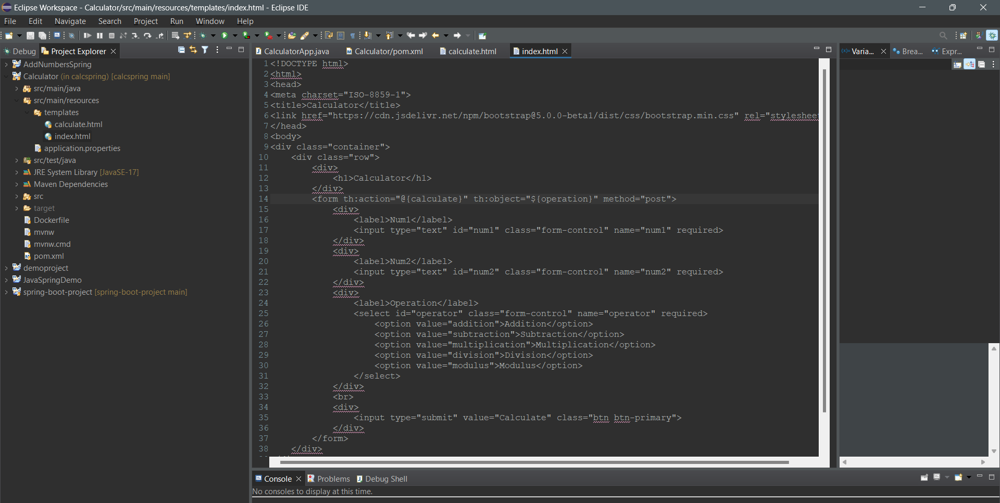 Eclipse Workspace - Calculator/src/main/resources/templates/index.html - Eclipse IDE
File Edit Navigate Search Project Run Window Help
Debug Project Explorer
AddNumbersSpring
Calculator (in calcspring) [calcspring main]
src/main/java
src/main/resources
templates
calculate.html
index.html
application.properties
src/test/java
JRE System Library [JavaSE-17]
Maven Dependencies
src
target
Dockerfile
mvnw
mvnw.cmd
pom.xml
demoproject
JavaSpringDemo
spring-boot-project [spring-boot-project main]
CalculatorApp.java Calculator/pom.xml calculate.html index.html
1 <!DOCTYPE html>
2 <html>
3 <head>
4 <meta charset="ISO-8859-1">
5 <title>Calculator</title>
6 <link href="https://cdn.jsdelivr.net/npm/bootstrap@5.0.0-beta1/dist/css/bootstrap.min.css" rel="stylesheet
7 </head>
8 <body>
9 <div class="container">
10 <div class="row">
11 <div>
12 <h1>Calculator</h1>
13 </div>
14 <form th:action="@{calculate}" th:object="${operation}" method="post">
15 <div>
16 <label>Num1</label>
17 <input type="text" id="num1" class="form-control" name="num1" required>
18 </div>
19 <div>
20 <label>Num2</label>
21 <input type="text" id="num2" class="form-control" name="num2" required>
22 </div>
23 <div>
24 <label>Operation</label>
25 <select id="operator" class="form-control" name="operator" required>
26 <option value="addition">Addition</option>
27 <option value="subtraction">Subtraction</option>
28 <option value="multiplication">Multiplication</option>
29 <option value="division">Division</option>
30 <option value="modulus">Modulus</option>
31 </select>
32 </div>
33 <br>
34 <div>
35 <input type="submit" value="Calculate" class="btn btn-primary">
36 </div>
37 </form>
38 </div>
(x)= Varia... Brea... Expr...
Console Problems Debug Shell
No consoles to display at this time.